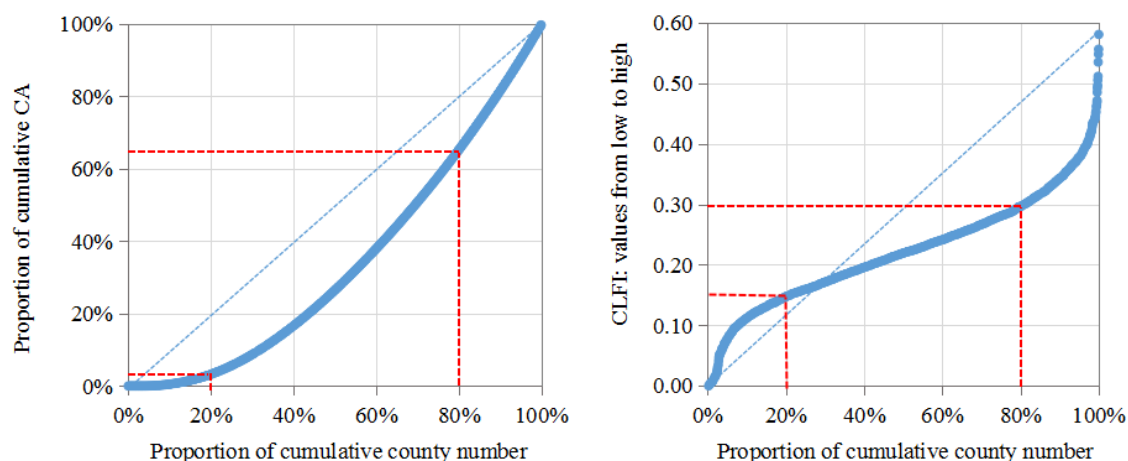 Proportion of cumulative CA
100%
80%
60%
40%
20%
0%
0% 20% 40% 60% 80% 100%
Proportion of cumulative county number
CLFI: values from low to high
0.60
0.50
0.40
0.30
0.20
0.10
0.00
0% 20% 40% 60% 80% 100%
Proportion of cumulative county number